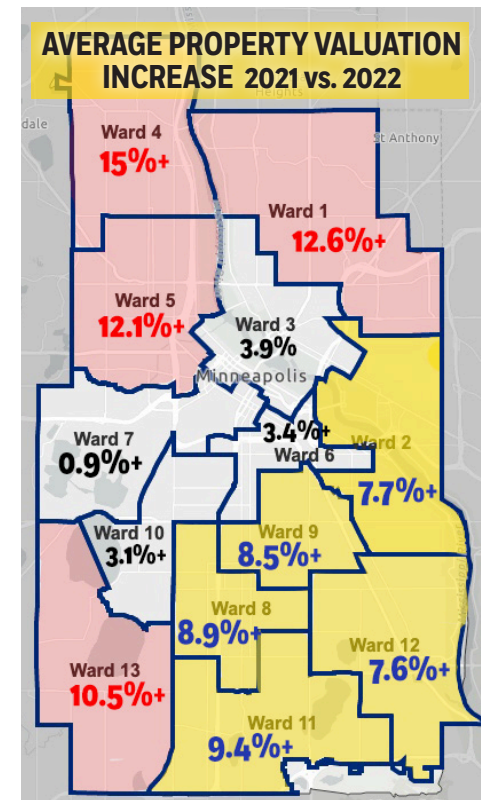 AVERAGE PROPERTY VALUATION
INCREASE 2021 vs. 2022
Heights
dale
St Anthony
Ward 4
15%+
Ward 1
12.6%+
Ward 5
12.1%+
Ward 3
3.9%
Minneapolis
3.4%+
Ward 6
Ward 7
0.9%+
Ward 2
7.7%+
Ward 10
3.1%+
Ward 9
8.5%+
Ward 8
8.9%+
Ward 12
7.6%+
Ward 13
10.5%+
Ward 11
9.4%+